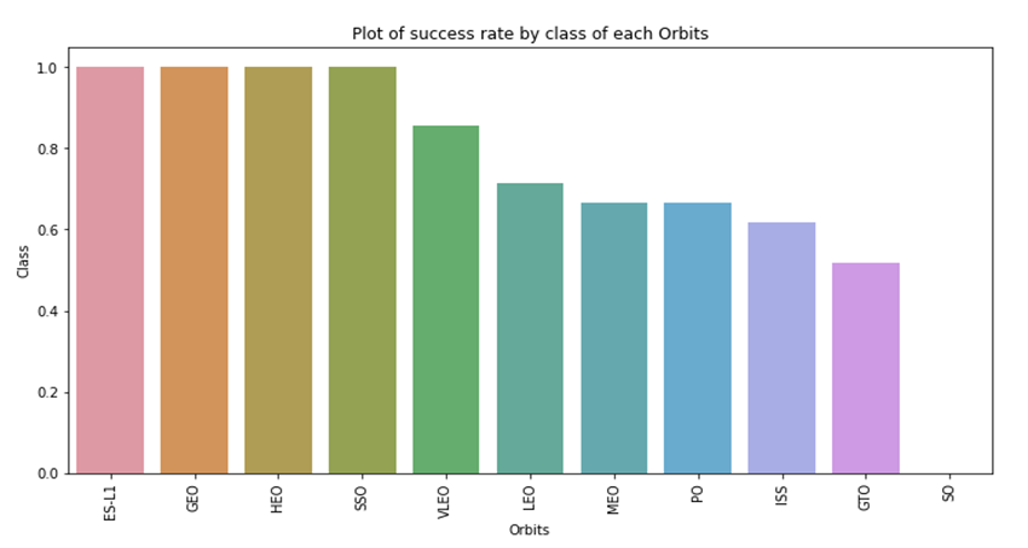 Plot of success rate by class of each Orbits
1.0
0.8
0.6
0.4
0.2
0.0
Class
ES-L1
GEO
HEO
SSO
VLEO
LEO
MEO
PO
ISS
GTO
SO
Orbits